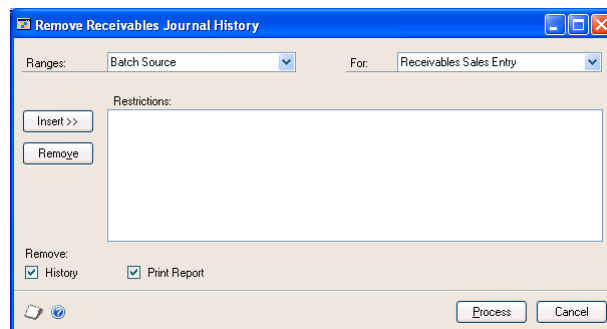 Remove Receivables Journal History
Ranges: Batch Source For: Receivables Sales Entry
Restrictions:
Insert >>
Remove
Remove:
History Print Report
Process Cancel